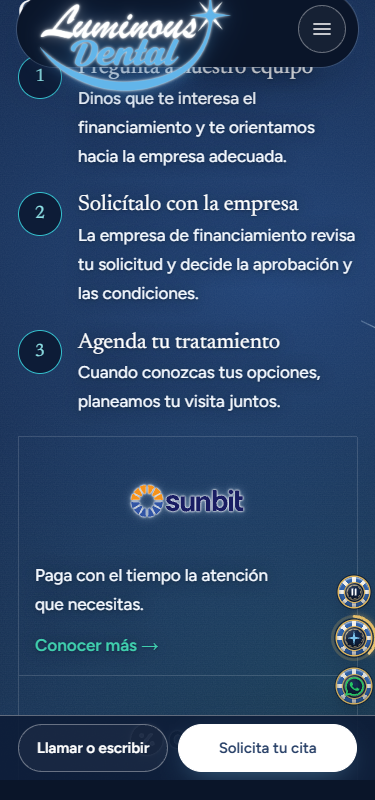 Luminous
Dental
1
Pregunta a nuestro equipo
Dinos que te interesa el
financiamiento y te orientamos
hacia la empresa adecuada.
2
Solicítalo con la empresa
La empresa de financiamiento revisa
tu solicitud y decide la aprobación y
las condiciones.
3
Agenda tu tratamiento
Cuando conozcas tus opciones,
planeamos tu visita juntos.
sunbit
Paga con el tiempo la atención
que necesitas.
Conocer más →
Llamar o escribir
Solicita tu cita